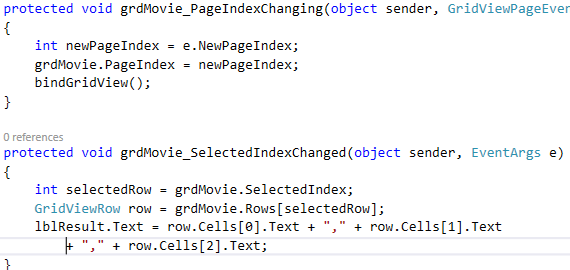 protected void grdMovie_PageIndexChanging(object sender, GridViewPageEven
{
int newPageIndex = e.NewPageIndex;
grdMovie.PageIndex = newPageIndex;
bindGridView();
}
0 references
protected void grdMovie_SelectedIndexChanged(object sender, EventArgs e)
{
int selectedRow = grdMovie.SelectedIndex;
GridViewRow row = grdMovie.Rows[selectedRow];
lblResult.Text = row.Cells[0].Text + "," + row.Cells[1].Text
+ "," + row.Cells[2].Text;
}